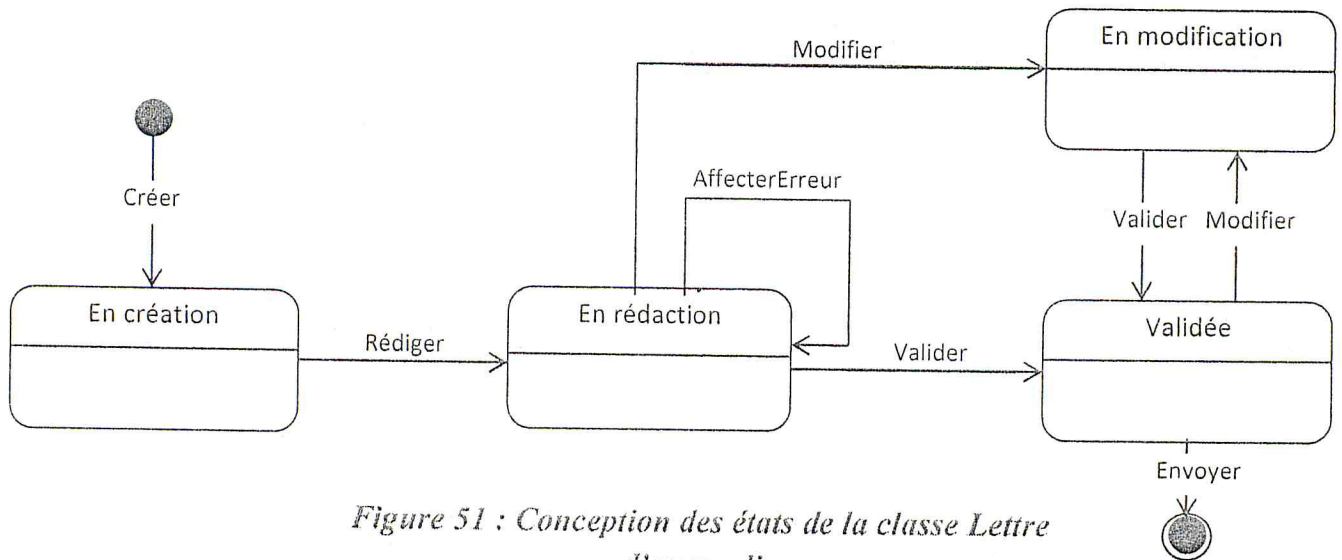 Modifier
En modification
Créer
AffecterErreur
Valider Modifier
En création
Rédiger
En rédaction
Valider
Validée
Envoyer
Figure 51 : Conception des états de la classe Lettre